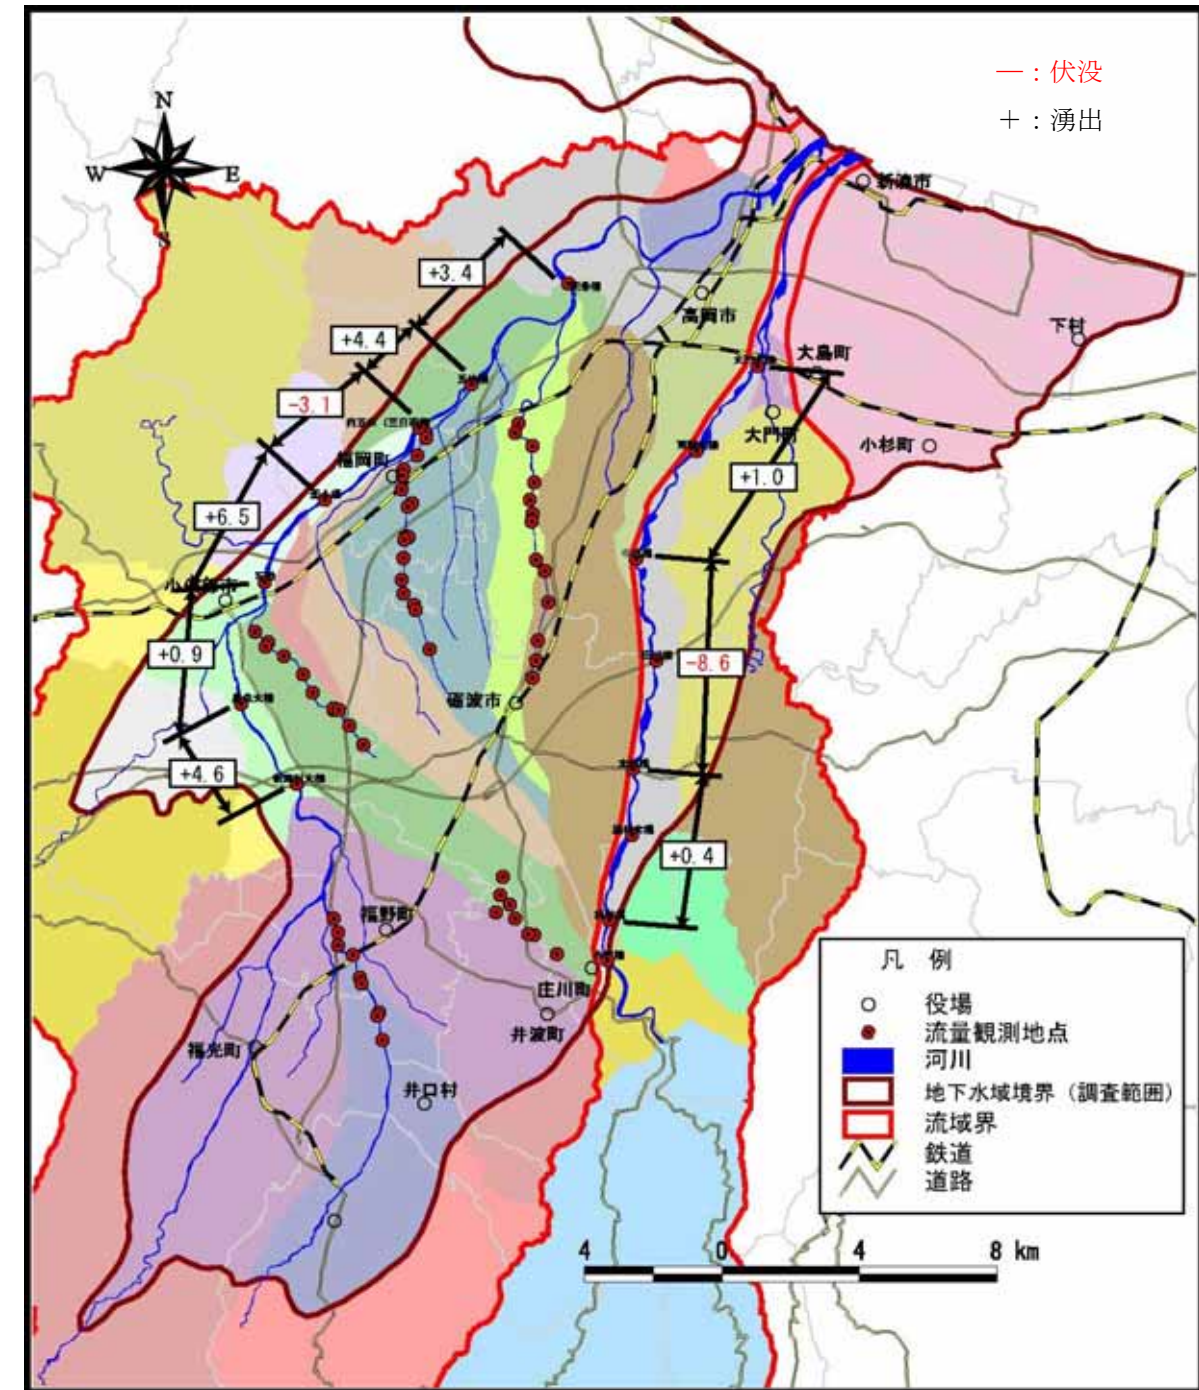 一：伏没
＋：湧出
N
W
E
S
新湊市
+3.4
高岡市
下村
+4.4
大島町
-3.1
大門町
小杉町
福岡町
+1.0
+6.5
小矢部市
+0.9
-8.6
砺波市
+4.6
+0.4
福野町
庄川町
井波町
福光町
井口村
凡 例
役場
流量観測地点
河川
地下水域境界（調査範囲）
流域界
鉄道
道路
4 0 4 8 km